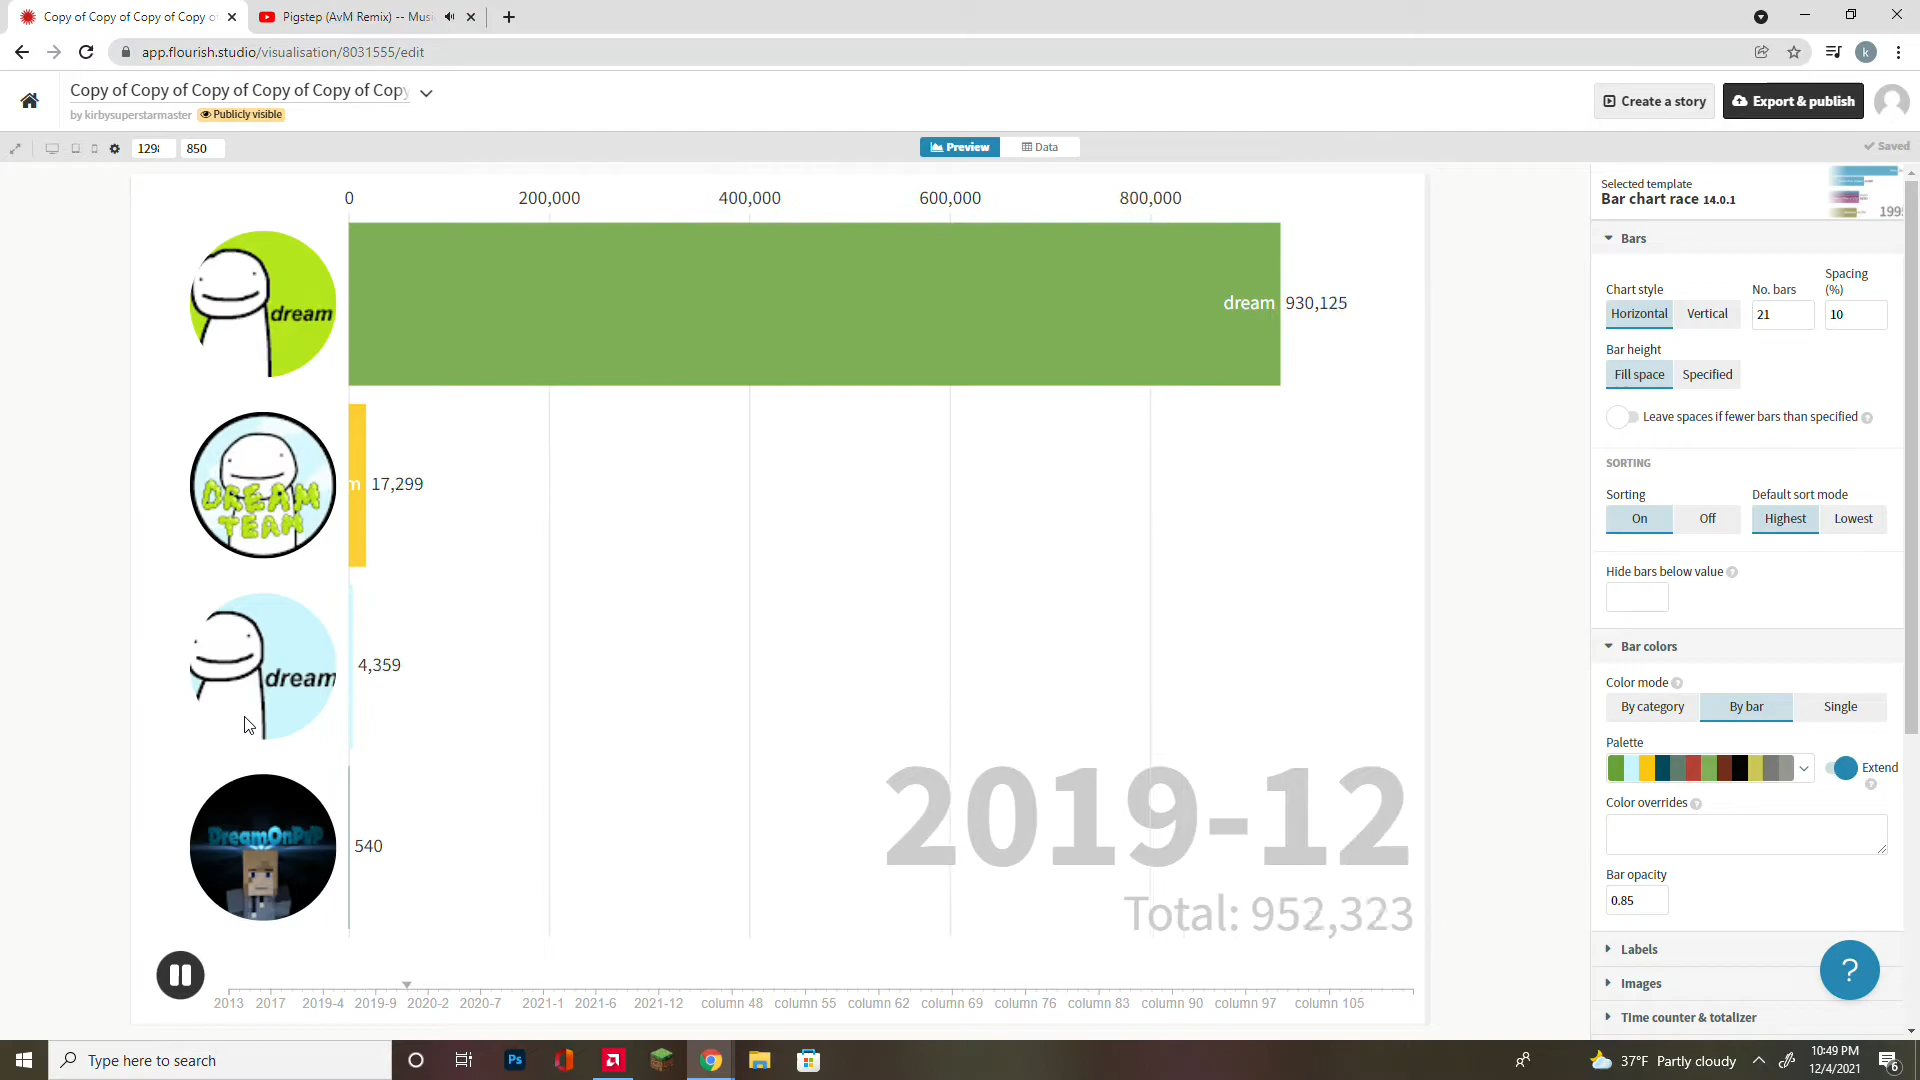 Copy of Copy of Copy of Copy of
Pigstep (AvM Remix) -- Musi
app.flourish.studio/visualisation/8031555/edit
k
Copy of Copy of Copy of Copy of Copy of Copy
by kirbysuperstarmaster Publicly visible
Create a story
Export & publish
850
Preview
Data
Saved
0 200,000 400,000 600,000 800,000
dream
dream 930,125
DREAM
TEAM
m 17,299
dream
4,359
DreamOnPvP
540
2019-12
Total: 952,323
2013 2017 2019-4 2019-9 2020-2 2020-7 2021-1 2021-6 2021-12 column 48 column 55 column 62 column 69 column 76 column 83 column 90 column 97 column 105
Selected template
Bar chart race 14.0.1
Bars
Chart style
No. bars
Spacing
(%)
Horizontal Vertical
21
10
Bar height
Fill space Specified
Leave spaces if fewer bars than specified ?
SORTING
Sorting
Default sort mode
On Off
Highest Lowest
Hide bars below value ?
Bar colors
Color mode ?
By category By bar Single
Palette
Extend
?
Color overrides ?
Bar opacity
0.85
Labels
Images
Time counter & totalizer
?
Type here to search
Ps
37°F Partly cloudy
10:49 PM
12/4/2021
6